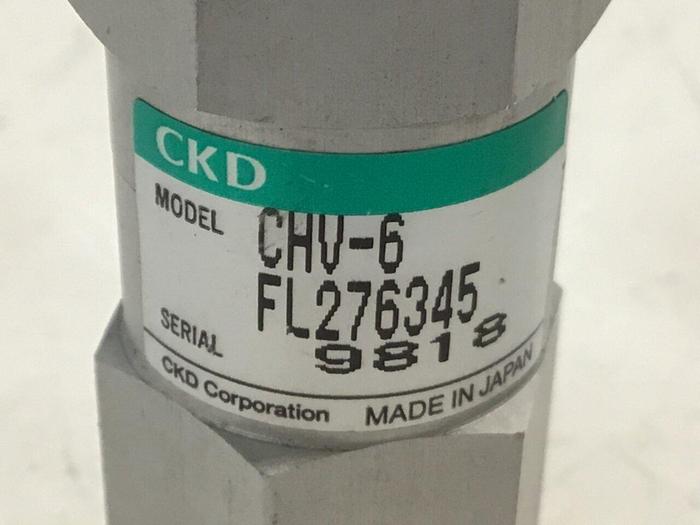 CKD
MODEL CHV-6
FL276345
SERIAL 9818
CKD Corporation MADE IN JAPAN